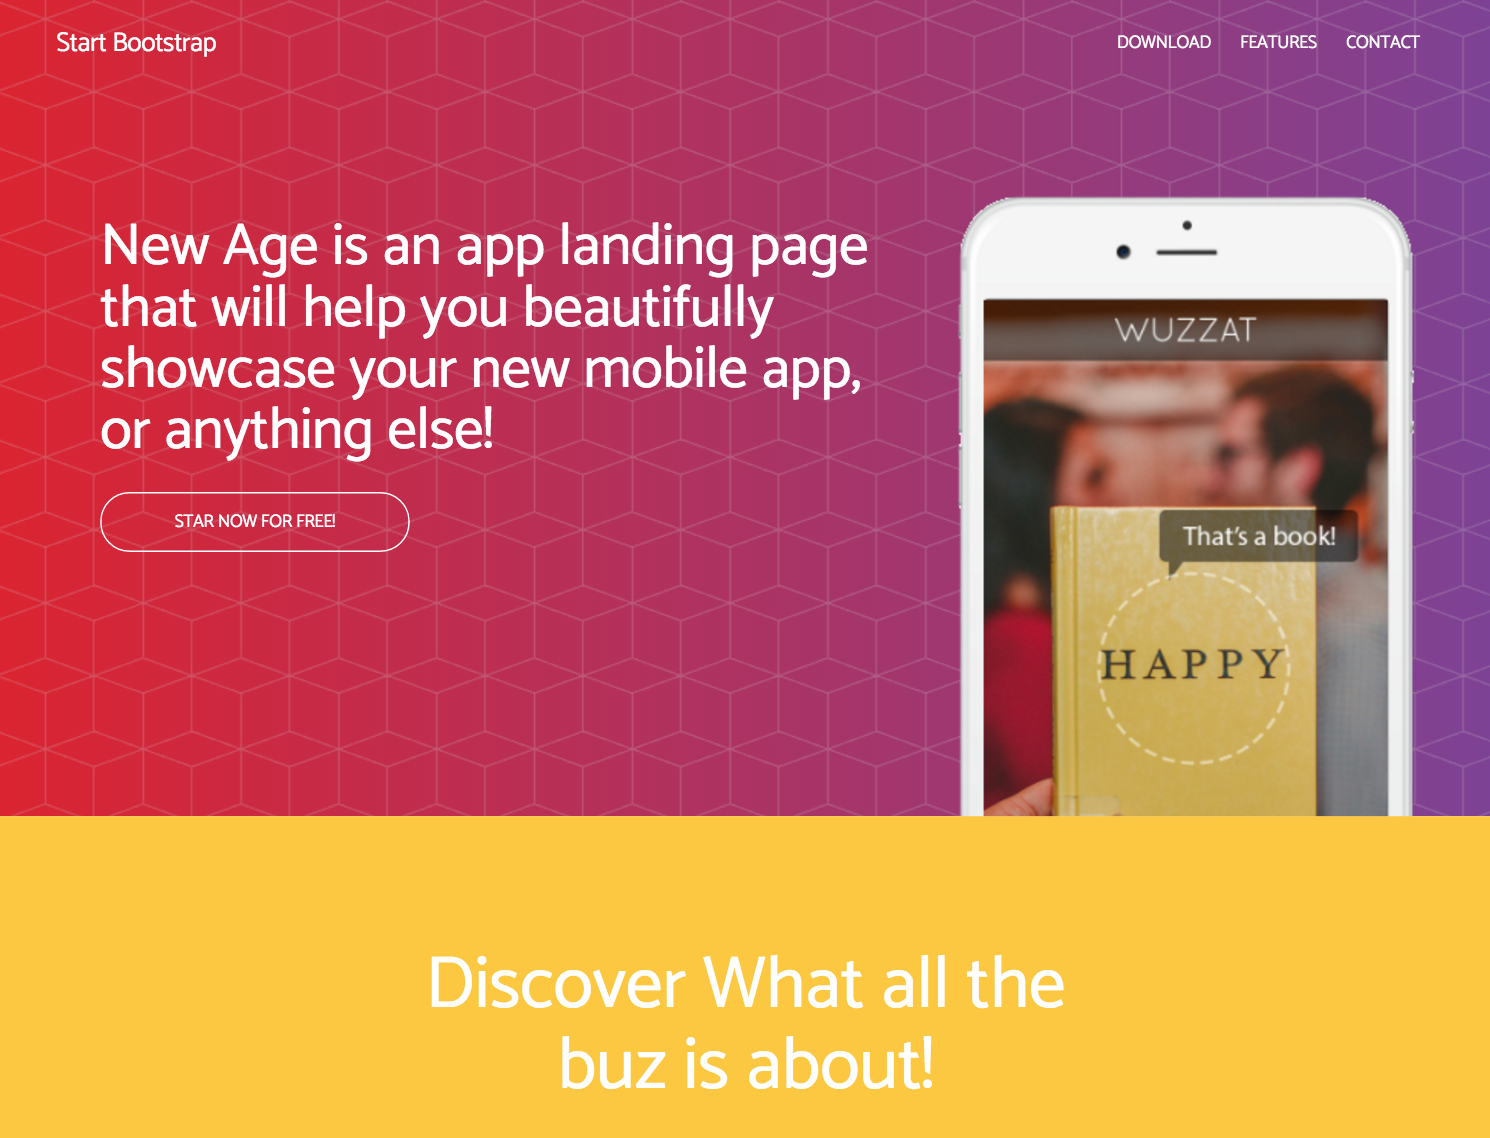 Start Bootstrap
DOWNLOAD FEATURES CONTACT
New Age is an app landing page
that will help you beautifully
showcase your new mobile app,
or anything else!
STAR NOW FOR FREE!
WUZZAT
That's a book!
HAPPY
Discover What all the
buz is about!